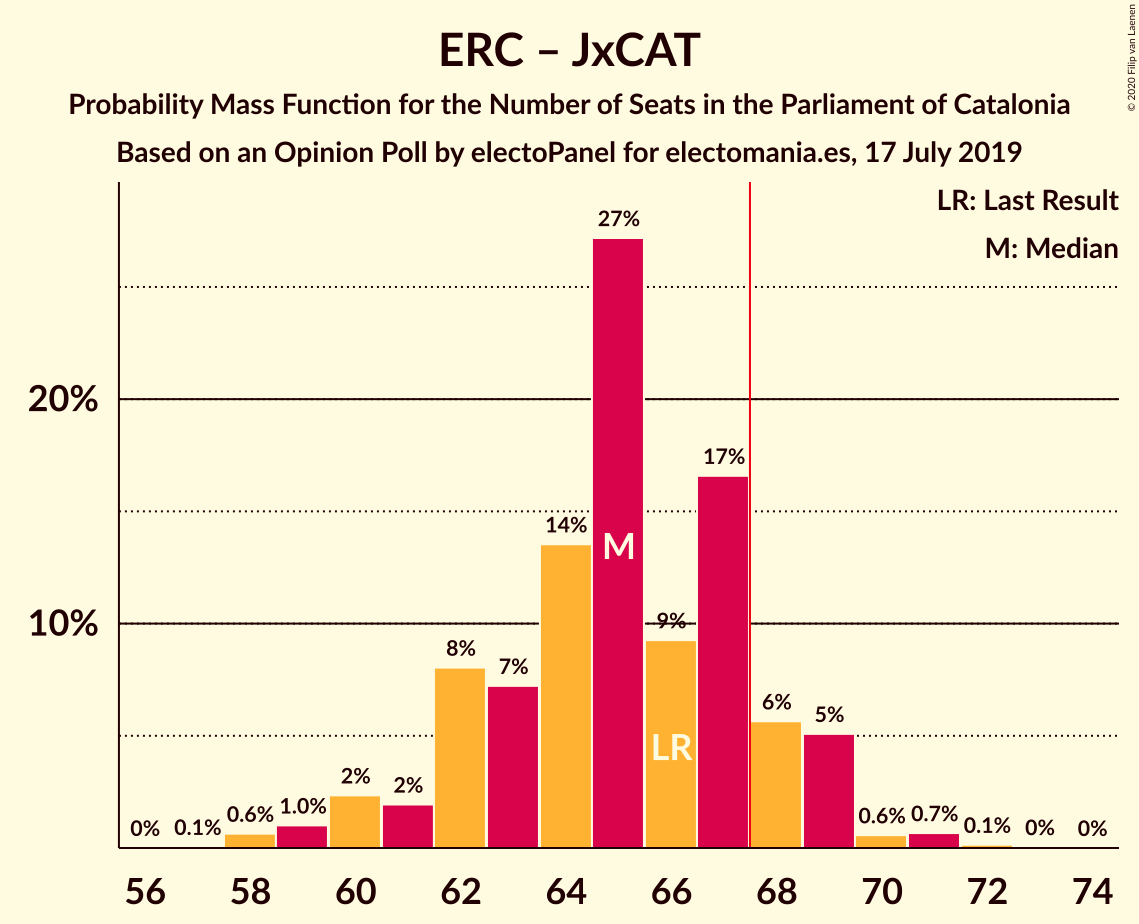 ERC – JxCAT
Probability Mass Function for the Number of Seats in the Parliament of Catalonia
Based on an Opinion Poll by electoPanel for electomania.es, 17 July 2019
© 2020 Filip van Laenen
LR: Last Result
M: Median
20%
10%
0%
0.1%
0.6%
1.0%
2%
2%
8%
7%
14%
27%
M
9%
LR
17%
6%
5%
0.6%
0.7%
0.1%
0%
0%
56 58 60 62 64 66 68 70 72 74